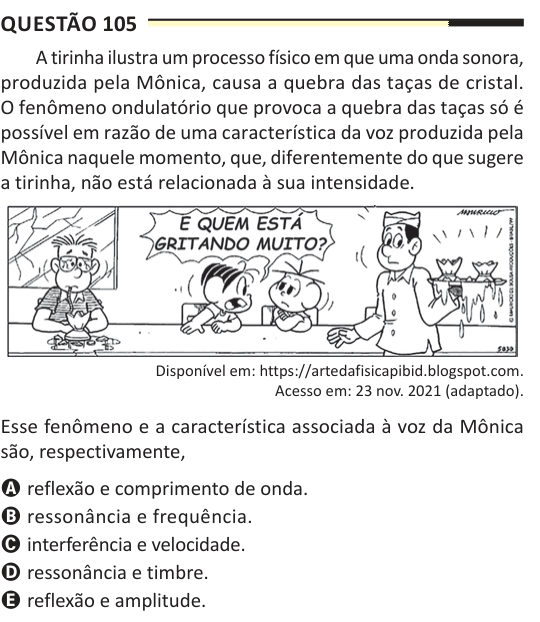 QUESTÃO 105
A tirinha ilustra um processo físico em que uma onda sonora,
produzida pela Mônica, causa a quebra das taças de cristal.
O fenômeno ondulatório que provoca a quebra das taças só é
possível em razão de uma característica da voz produzida pela
Mônica naquele momento, que, diferentemente do que sugere
a tirinha, não está relacionada à sua intensidade.
MAURICIO
E QUEM ESTÁ
GRITANDO MUITO?
5030
Disponível em: https://artedafisicapibid.blogspot.com.
Acesso em: 23 nov. 2021 (adaptado).
Esse fenômeno e a característica associada à voz da Mônica
são, respectivamente,
A reflexão e comprimento de onda.
B ressonância e frequência.
C interferência e velocidade.
D ressonância e timbre.
E reflexão e amplitude.